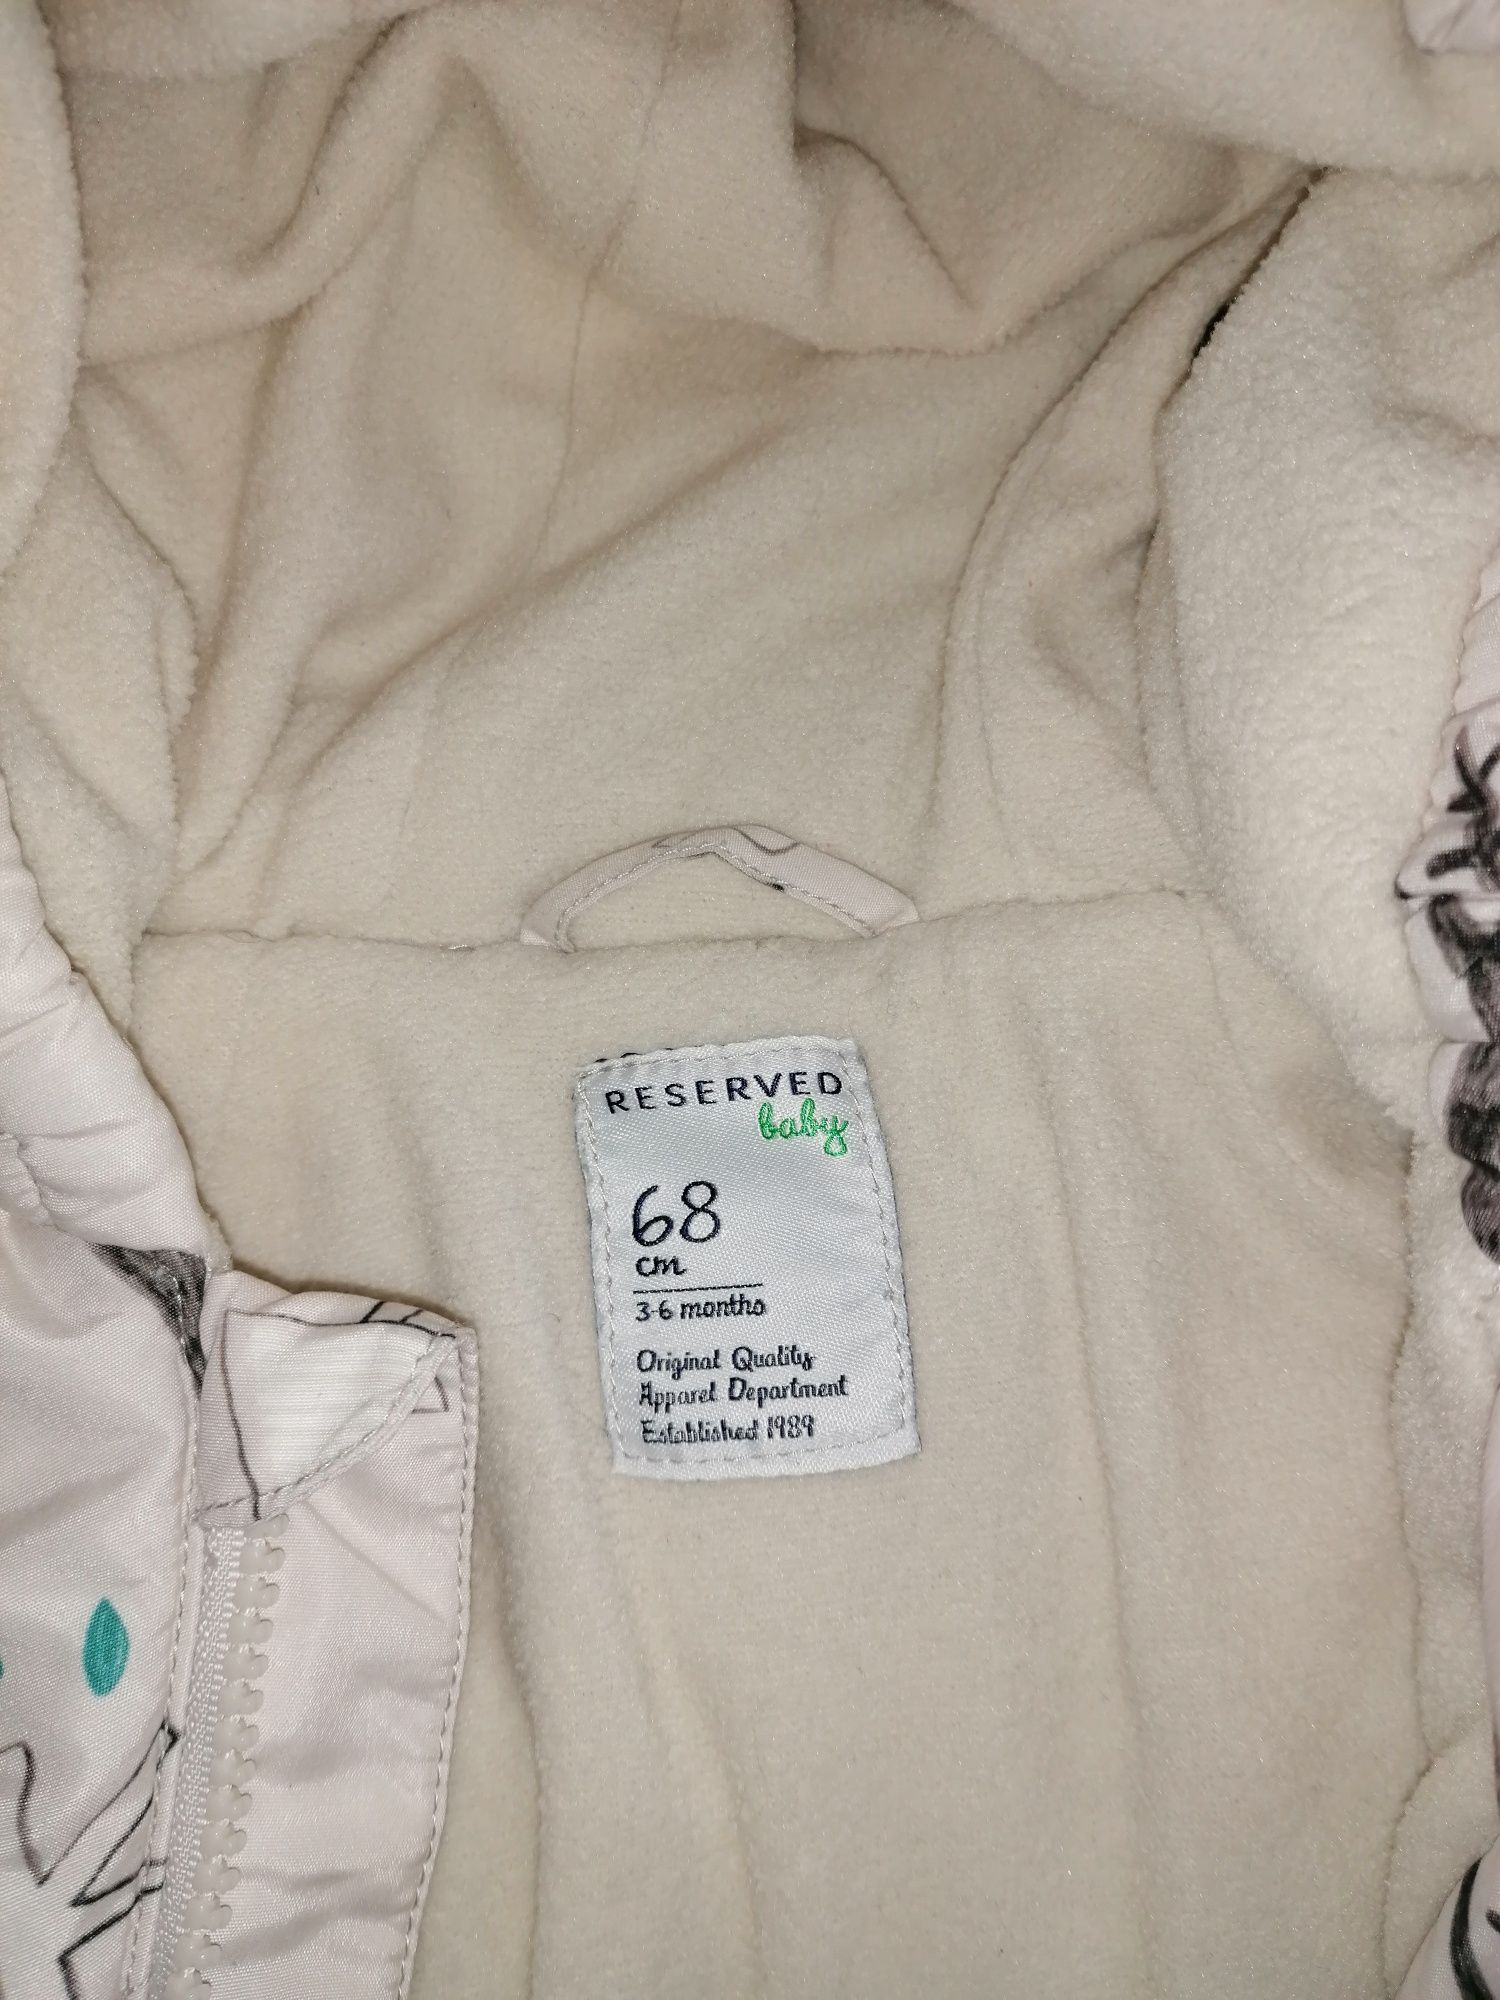 RESERVED
baby
68
cm
3-6 months
Original Quality
Apparel Department
Established 1989